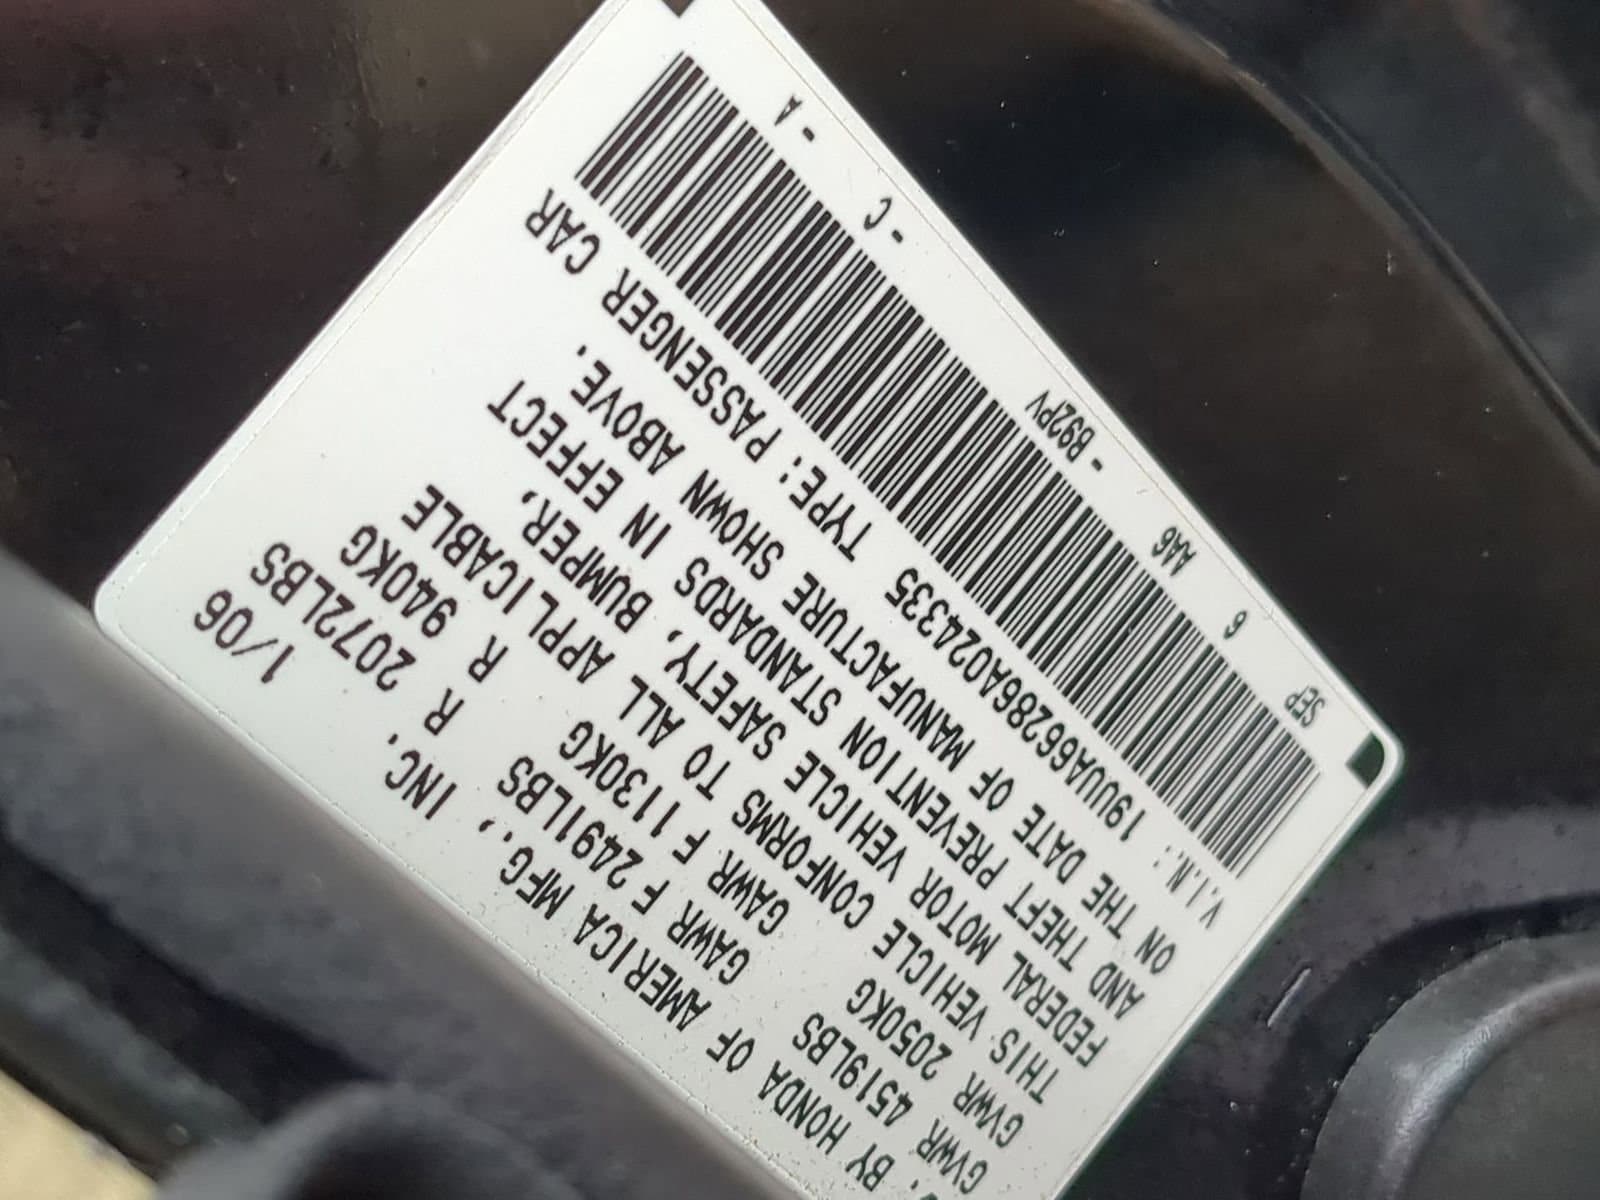 . BY HONDA OF AMERICA MFG., INC. 1/06
GVWR 4519LBS GAWR F 2491LBS R 2072LBS
GVWR 2050KG GAWR F 1130KG R 940KG
THIS VEHICLE CONFORMS TO ALL APPLICABLE
FEDERAL MOTOR VEHICLE SAFETY, BUMPER,
AND THEFT PREVENTION STANDARDS IN EFFECT
ON THE DATE OF MANUFACTURE SHOWN ABOVE.
V.I.N.: 19UUA66286A024335 TYPE: PASSENGER CAR
SEP 6 AA6 - B92PV - C - A